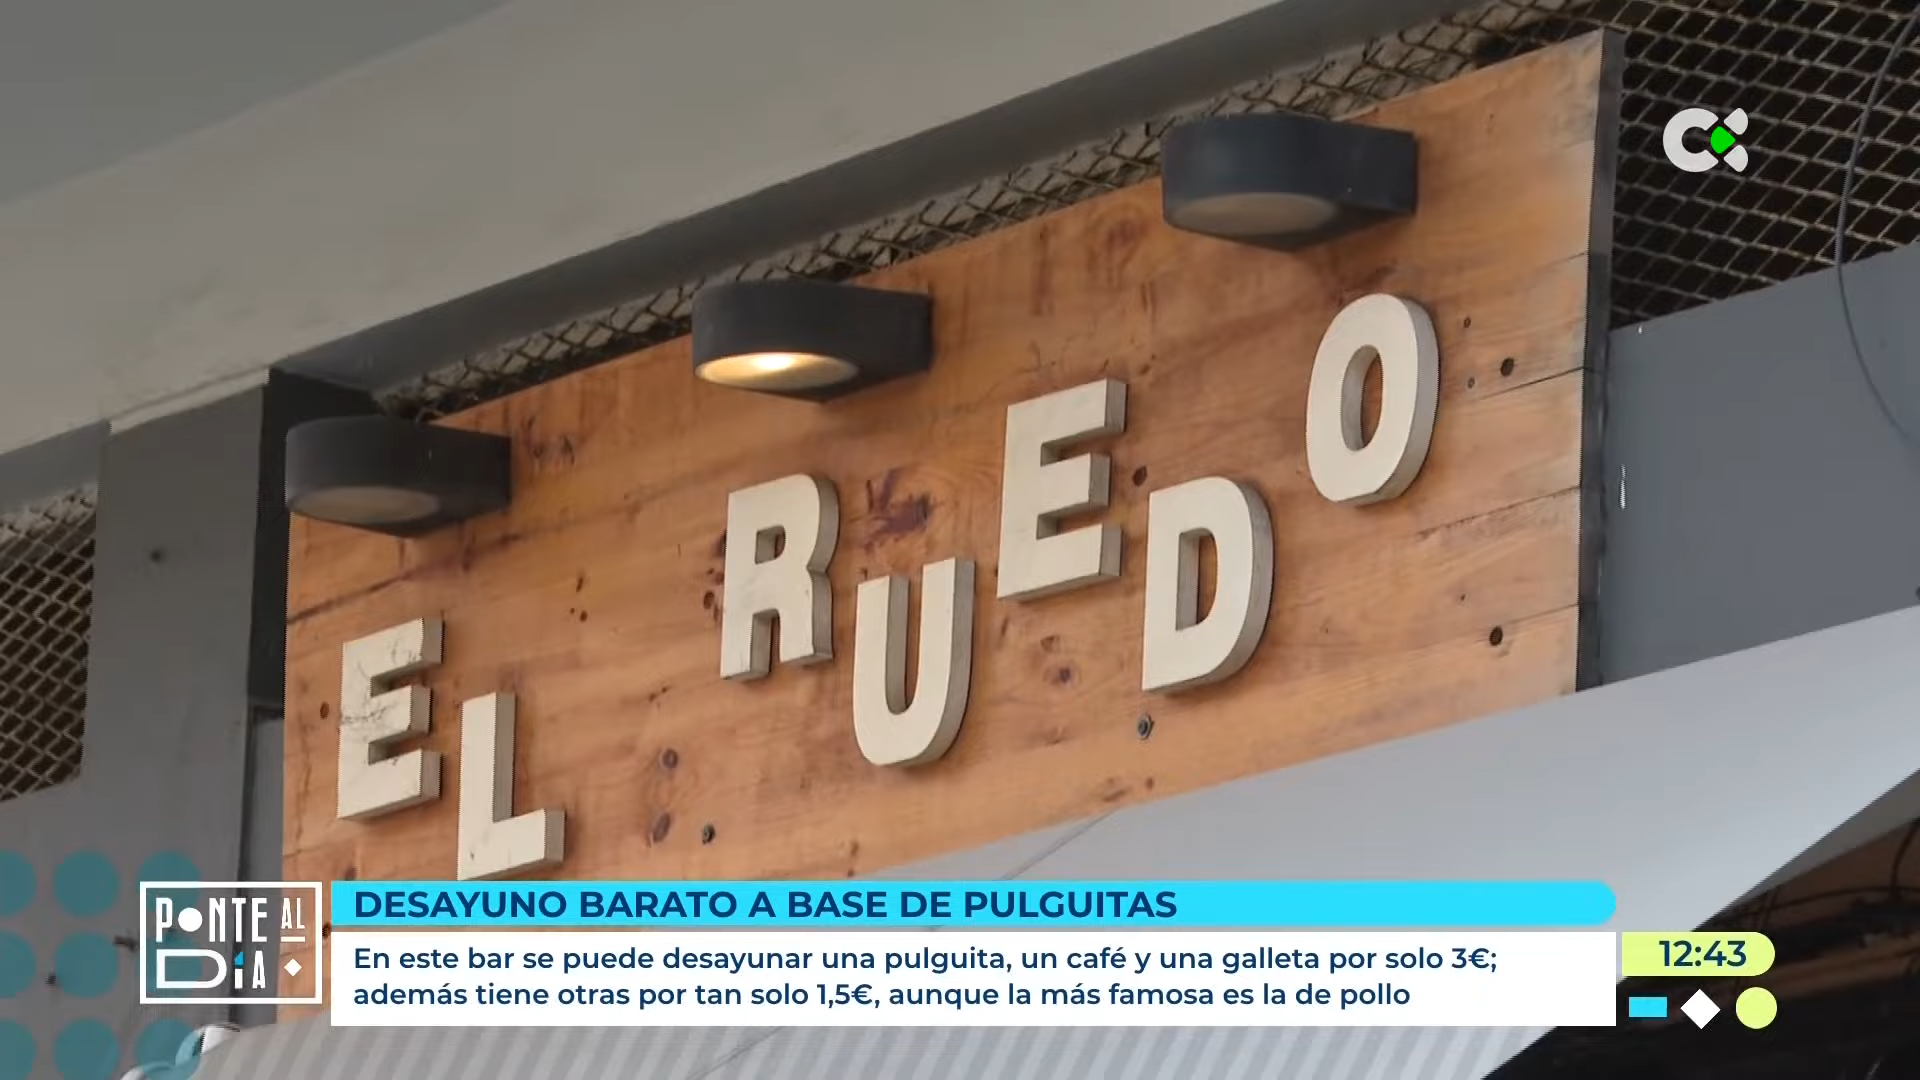 EL RUEDO
PONTE AL DÍA
DESAYUNO BARATO A BASE DE PULGUITAS
En este bar se puede desayunar una pulguita, un café y una galleta por solo 3€;
además tiene otras por tan solo 1,5€, aunque la más famosa es la de pollo
12:43